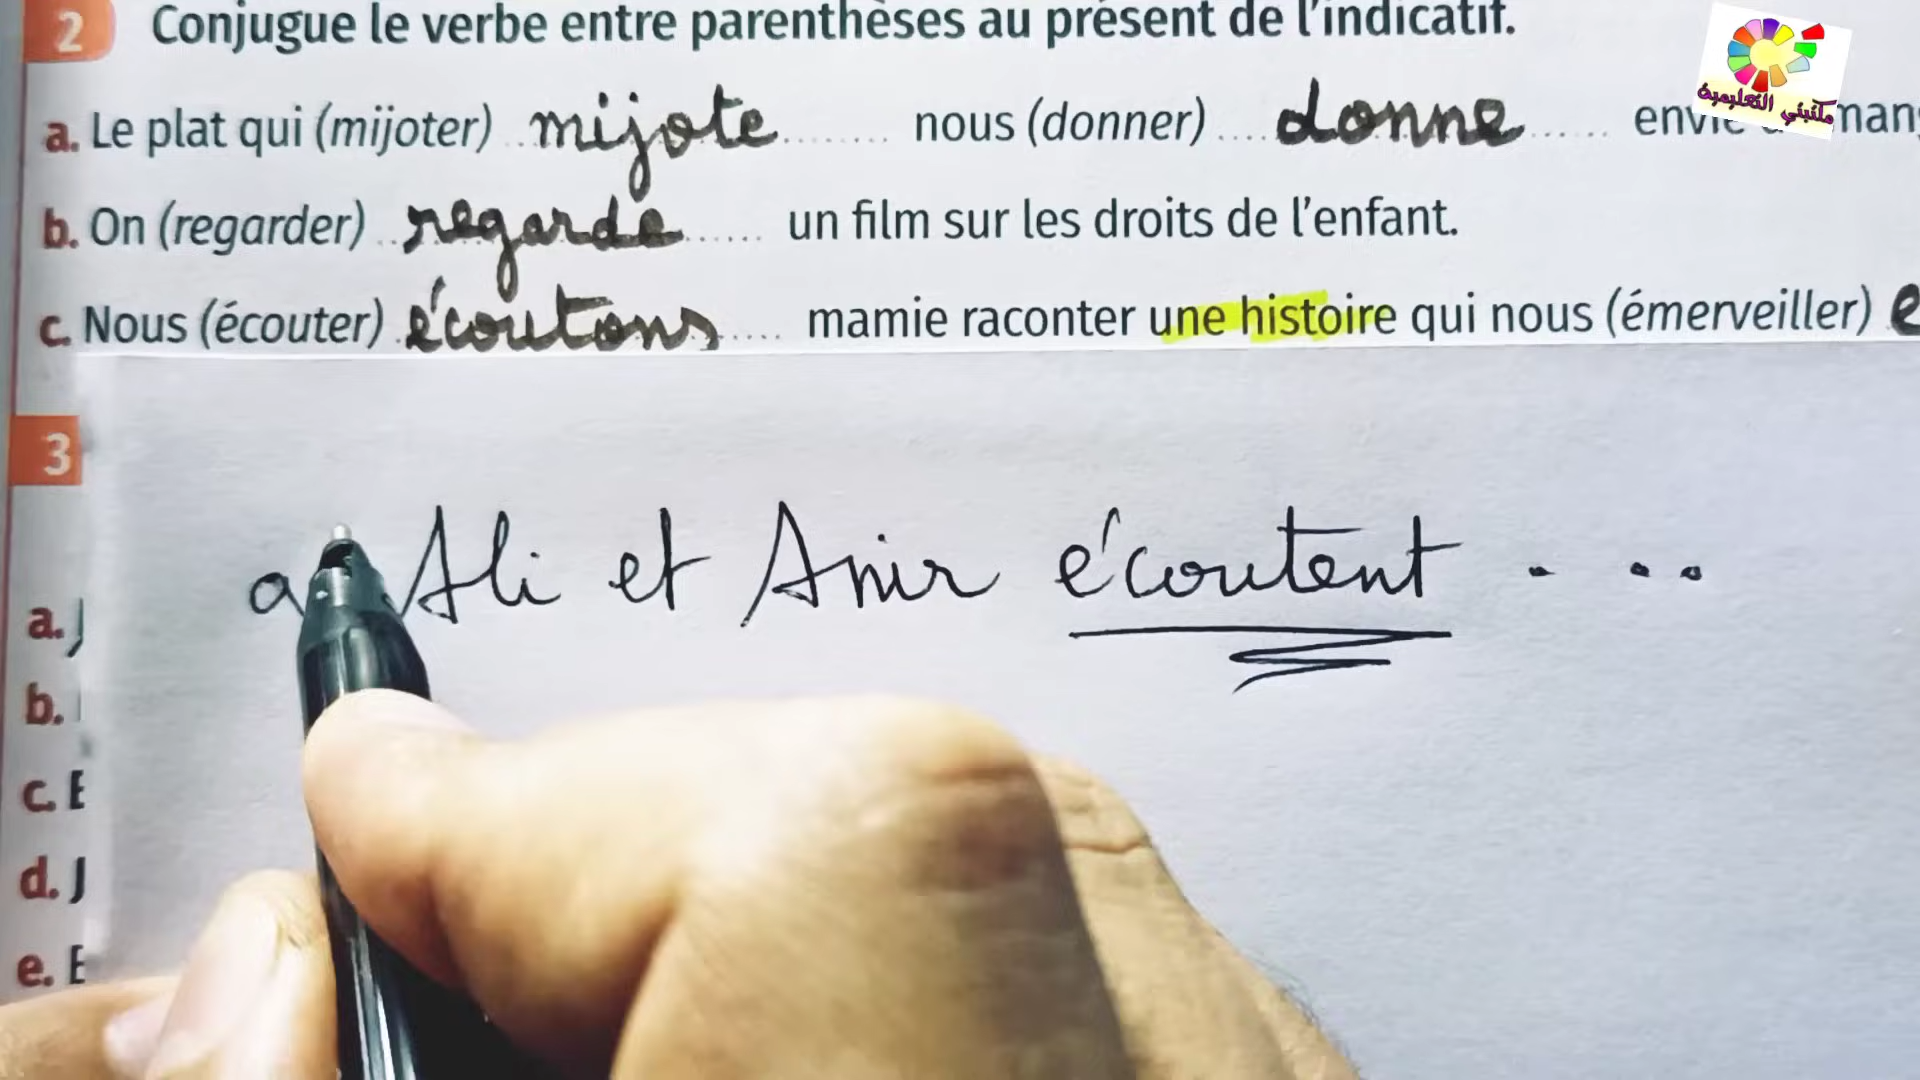 2 Conjugue le verbe entre parenthèses au présent de l'indicatif.
مكتبتي التعليمية
a. Le plat qui (mijoter) mijote nous (donner) donne
b. On (regarder) regarde un film sur les droits de l'enfant.
c. Nous (écouter) écoutons mamie raconter une histoire qui nous (émerveiller) é
3
a Ali et Anir écoutent ...
a. J
b.
c. E
d. J
e. E